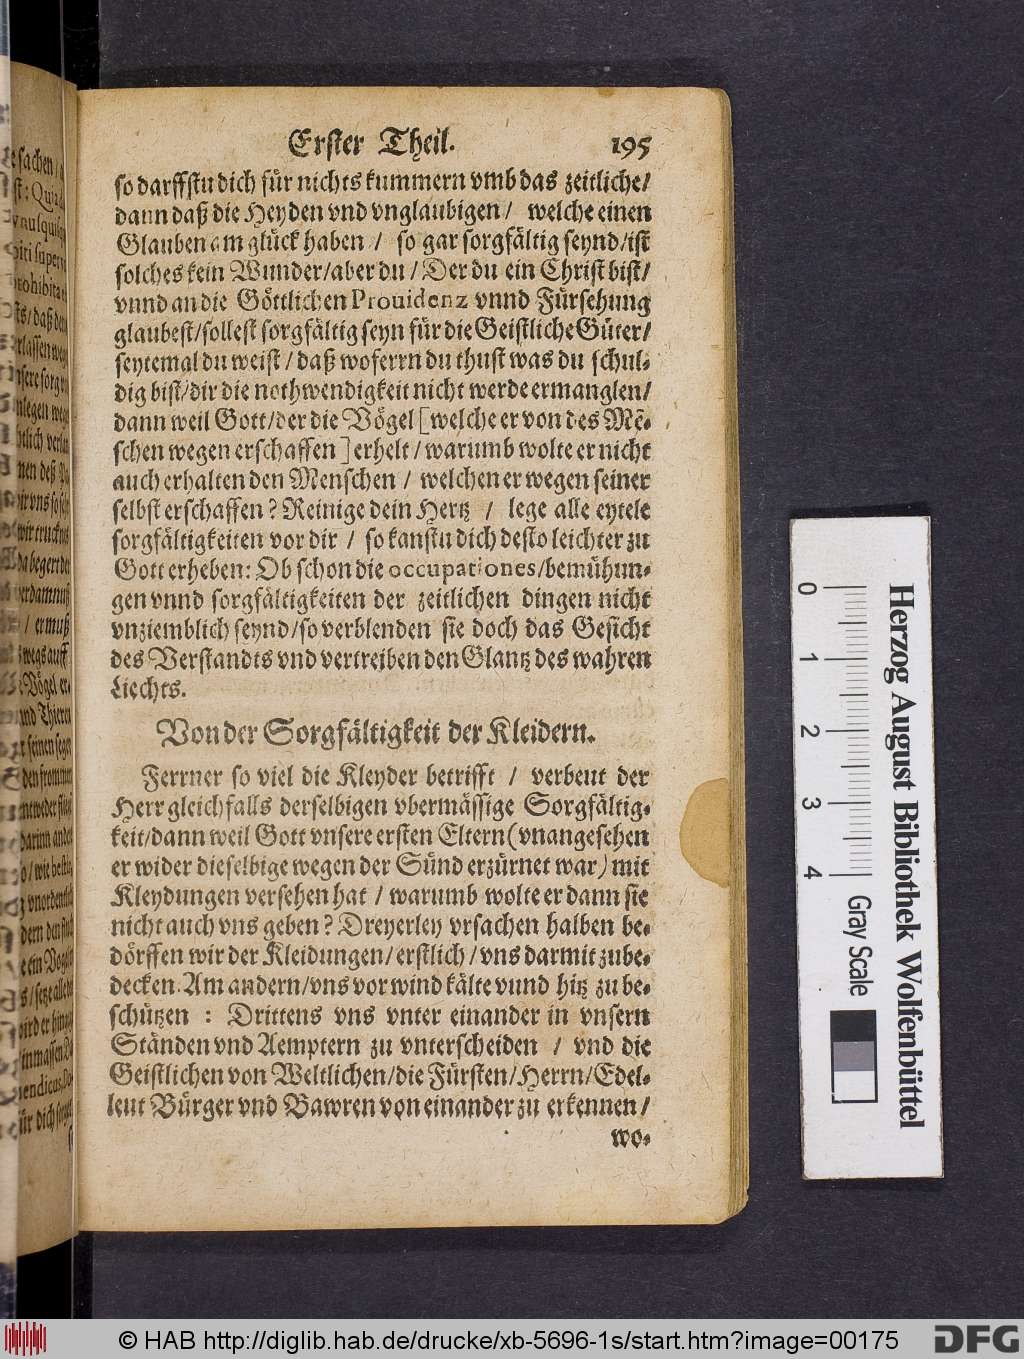 Erster Theil. 195
so darffstu dich für nichts kummern vmb das zeitliche/
dann daß die Heyden vnd vnglaubigen / welche einen
Glauben am glück haben / so gar sorgfältig seynd/ist
solches kein Wunder/aber du / Der du ein Christ bist/
vnnd an die Göttlichen Prouidenz vnnd Fürsehung
glaubest/sollest sorgfältig seyn für die Geistliche Güter/
seytemal du weist / daß woferrn du thust was du schul-
dig bist/dir die nothwendigkeit nicht werde ermanglen/
dann weil Gott/der die Vögel [welche er von des Mẽ-
schen wegen erschaffen] erhelt / warumb wolte er nicht
auch erhalten den Menschen / welchen er wegen seiner
selbst erschaffen? Reinige dein Hertz / lege alle eytele
sorgfältigkeiten vor dir / so kanstu dich desto leichter zu
Gott erheben: Ob schon die occupationes/bemühun-
gen vnnd sorgfältigkeiten der zeitlichen dingen nicht
vnziemblich seynd/so verblenden sie doch das Gesicht
des Verstandts vnd vertreiben den Glantz des wahren
Liechts.
Von der Sorgfältigkeit der Kleidern.
Ferrner so viel die Kleyder betrifft / verbeut der
Herr gleichfalls derselbigen vbermässige Sorgfältig-
keit/dann weil Gott vnsere ersten Eltern (vnangesehen
er wider dieselbige wegen der Sünd erzürnet war) mit
Kleydungen versehen hat / warumb wolte er dann sie
nicht auch vns geben? Dreyerley vrsachen halben be-
dörffen wir der Kleidungen/erstlich/vns darmit zube-
decken. Am andern/vns vor wind kälte vnnd hitz zu be-
schützen : Drittens vns vnter einander in vnsern
Ständen vnd Aemptern zu vnterscheiden / vnd die
Geistlichen von Weltlichen/die Fürsten/Herrn/Edel-
leut Bürger vnd Bawren von einander zu erkennen/
wo-
0 1 2 3 4
Gray Scale
Herzog August Bibliothek Wolfenbüttel
© HAB http://diglib.hab.de/drucke/xb-5696-1s/start.htm?image=00175
DFG